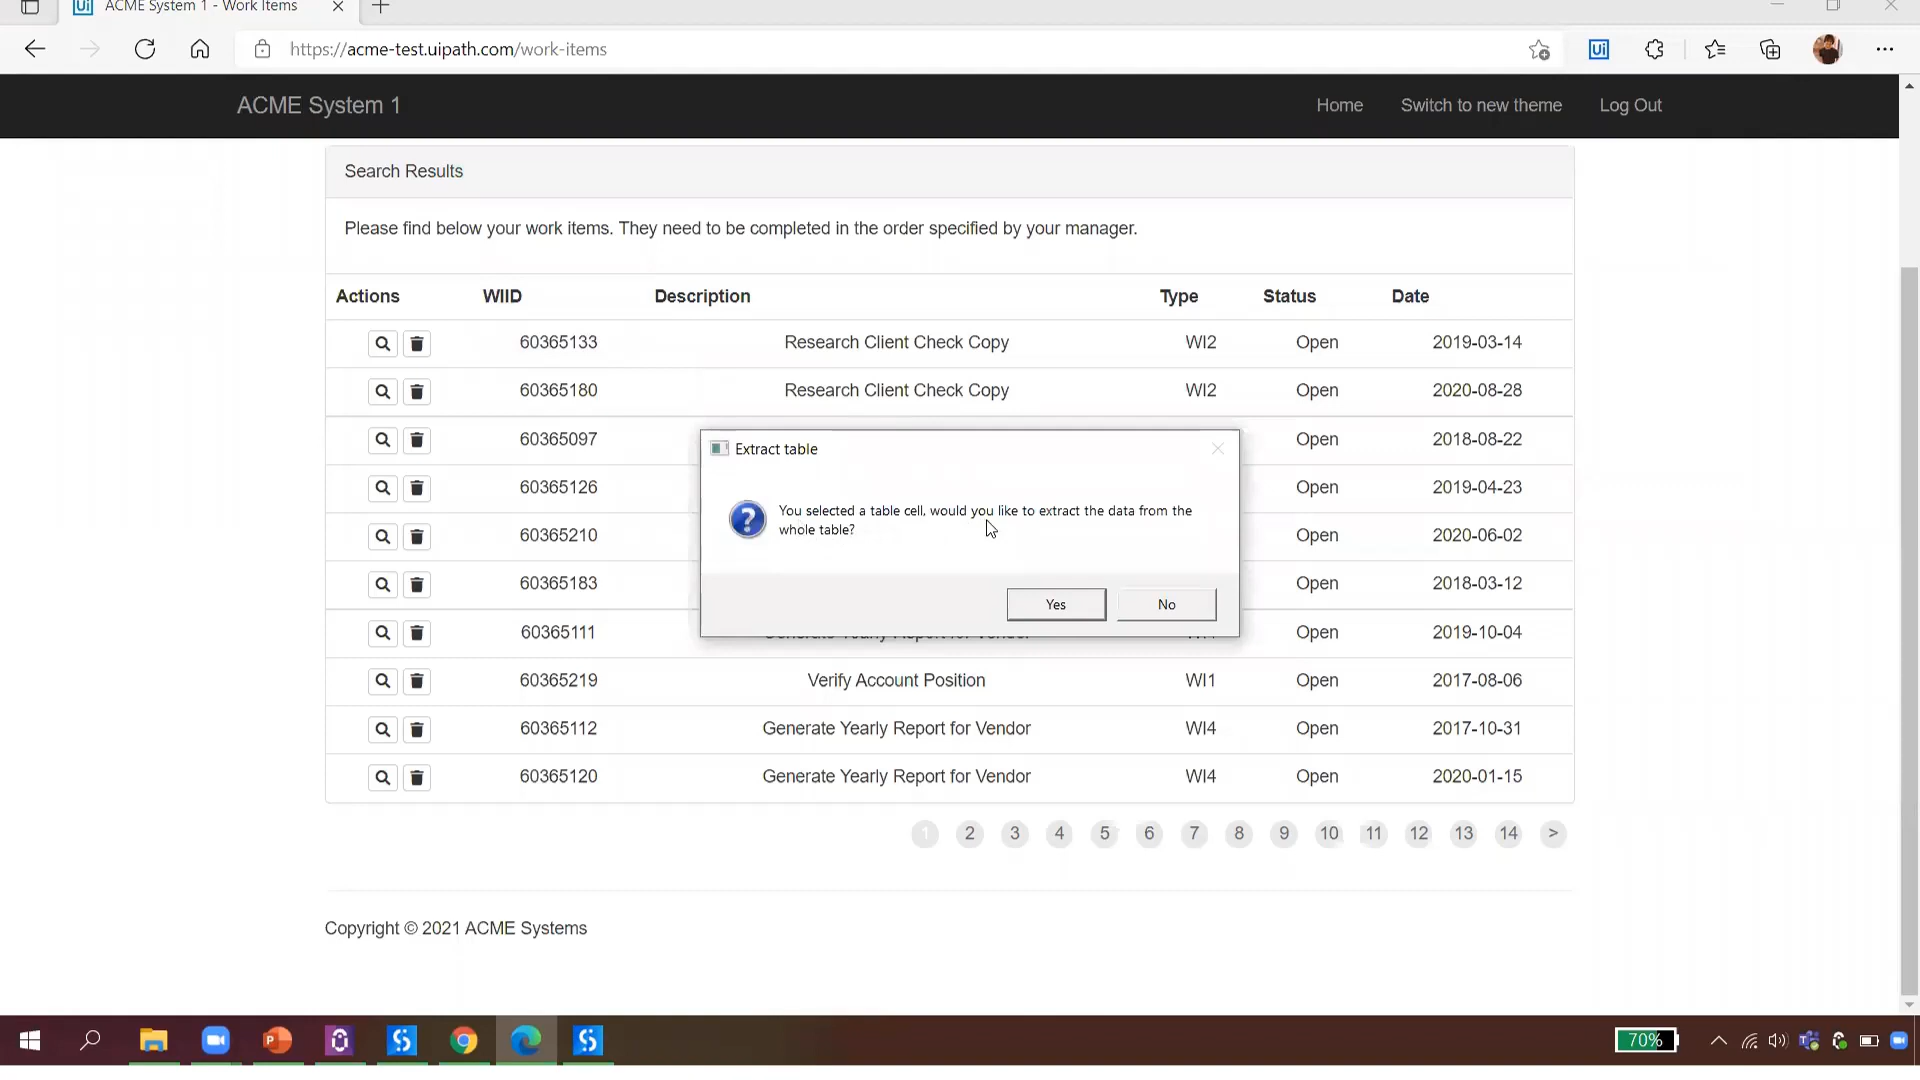 ACME System 1 - Work Items
https://acme-test.uipath.com/work-items
ACME System 1
Home Switch to new theme Log Out
Search Results
Please find below your work items. They need to be completed in the order specified by your manager.
Actions WIID Description Type Status Date
60365133 Research Client Check Copy WI2 Open 2019-03-14
60365180 Research Client Check Copy WI2 Open 2020-08-28
60365097 Open 2018-08-22
60365126 Open 2019-04-23
60365210 Open 2020-06-02
60365183 Open 2018-03-12
60365111 Generate Yearly Report for Vendor Open 2019-10-04
60365219 Verify Account Position WI1 Open 2017-08-06
60365112 Generate Yearly Report for Vendor WI4 Open 2017-10-31
60365120 Generate Yearly Report for Vendor WI4 Open 2020-01-15
Extract table
You selected a table cell, would you like to extract the data from the
whole table?
Yes No
1 2 3 4 5 6 7 8 9 10 11 12 13 14 >
Copyright © 2021 ACME Systems
70%